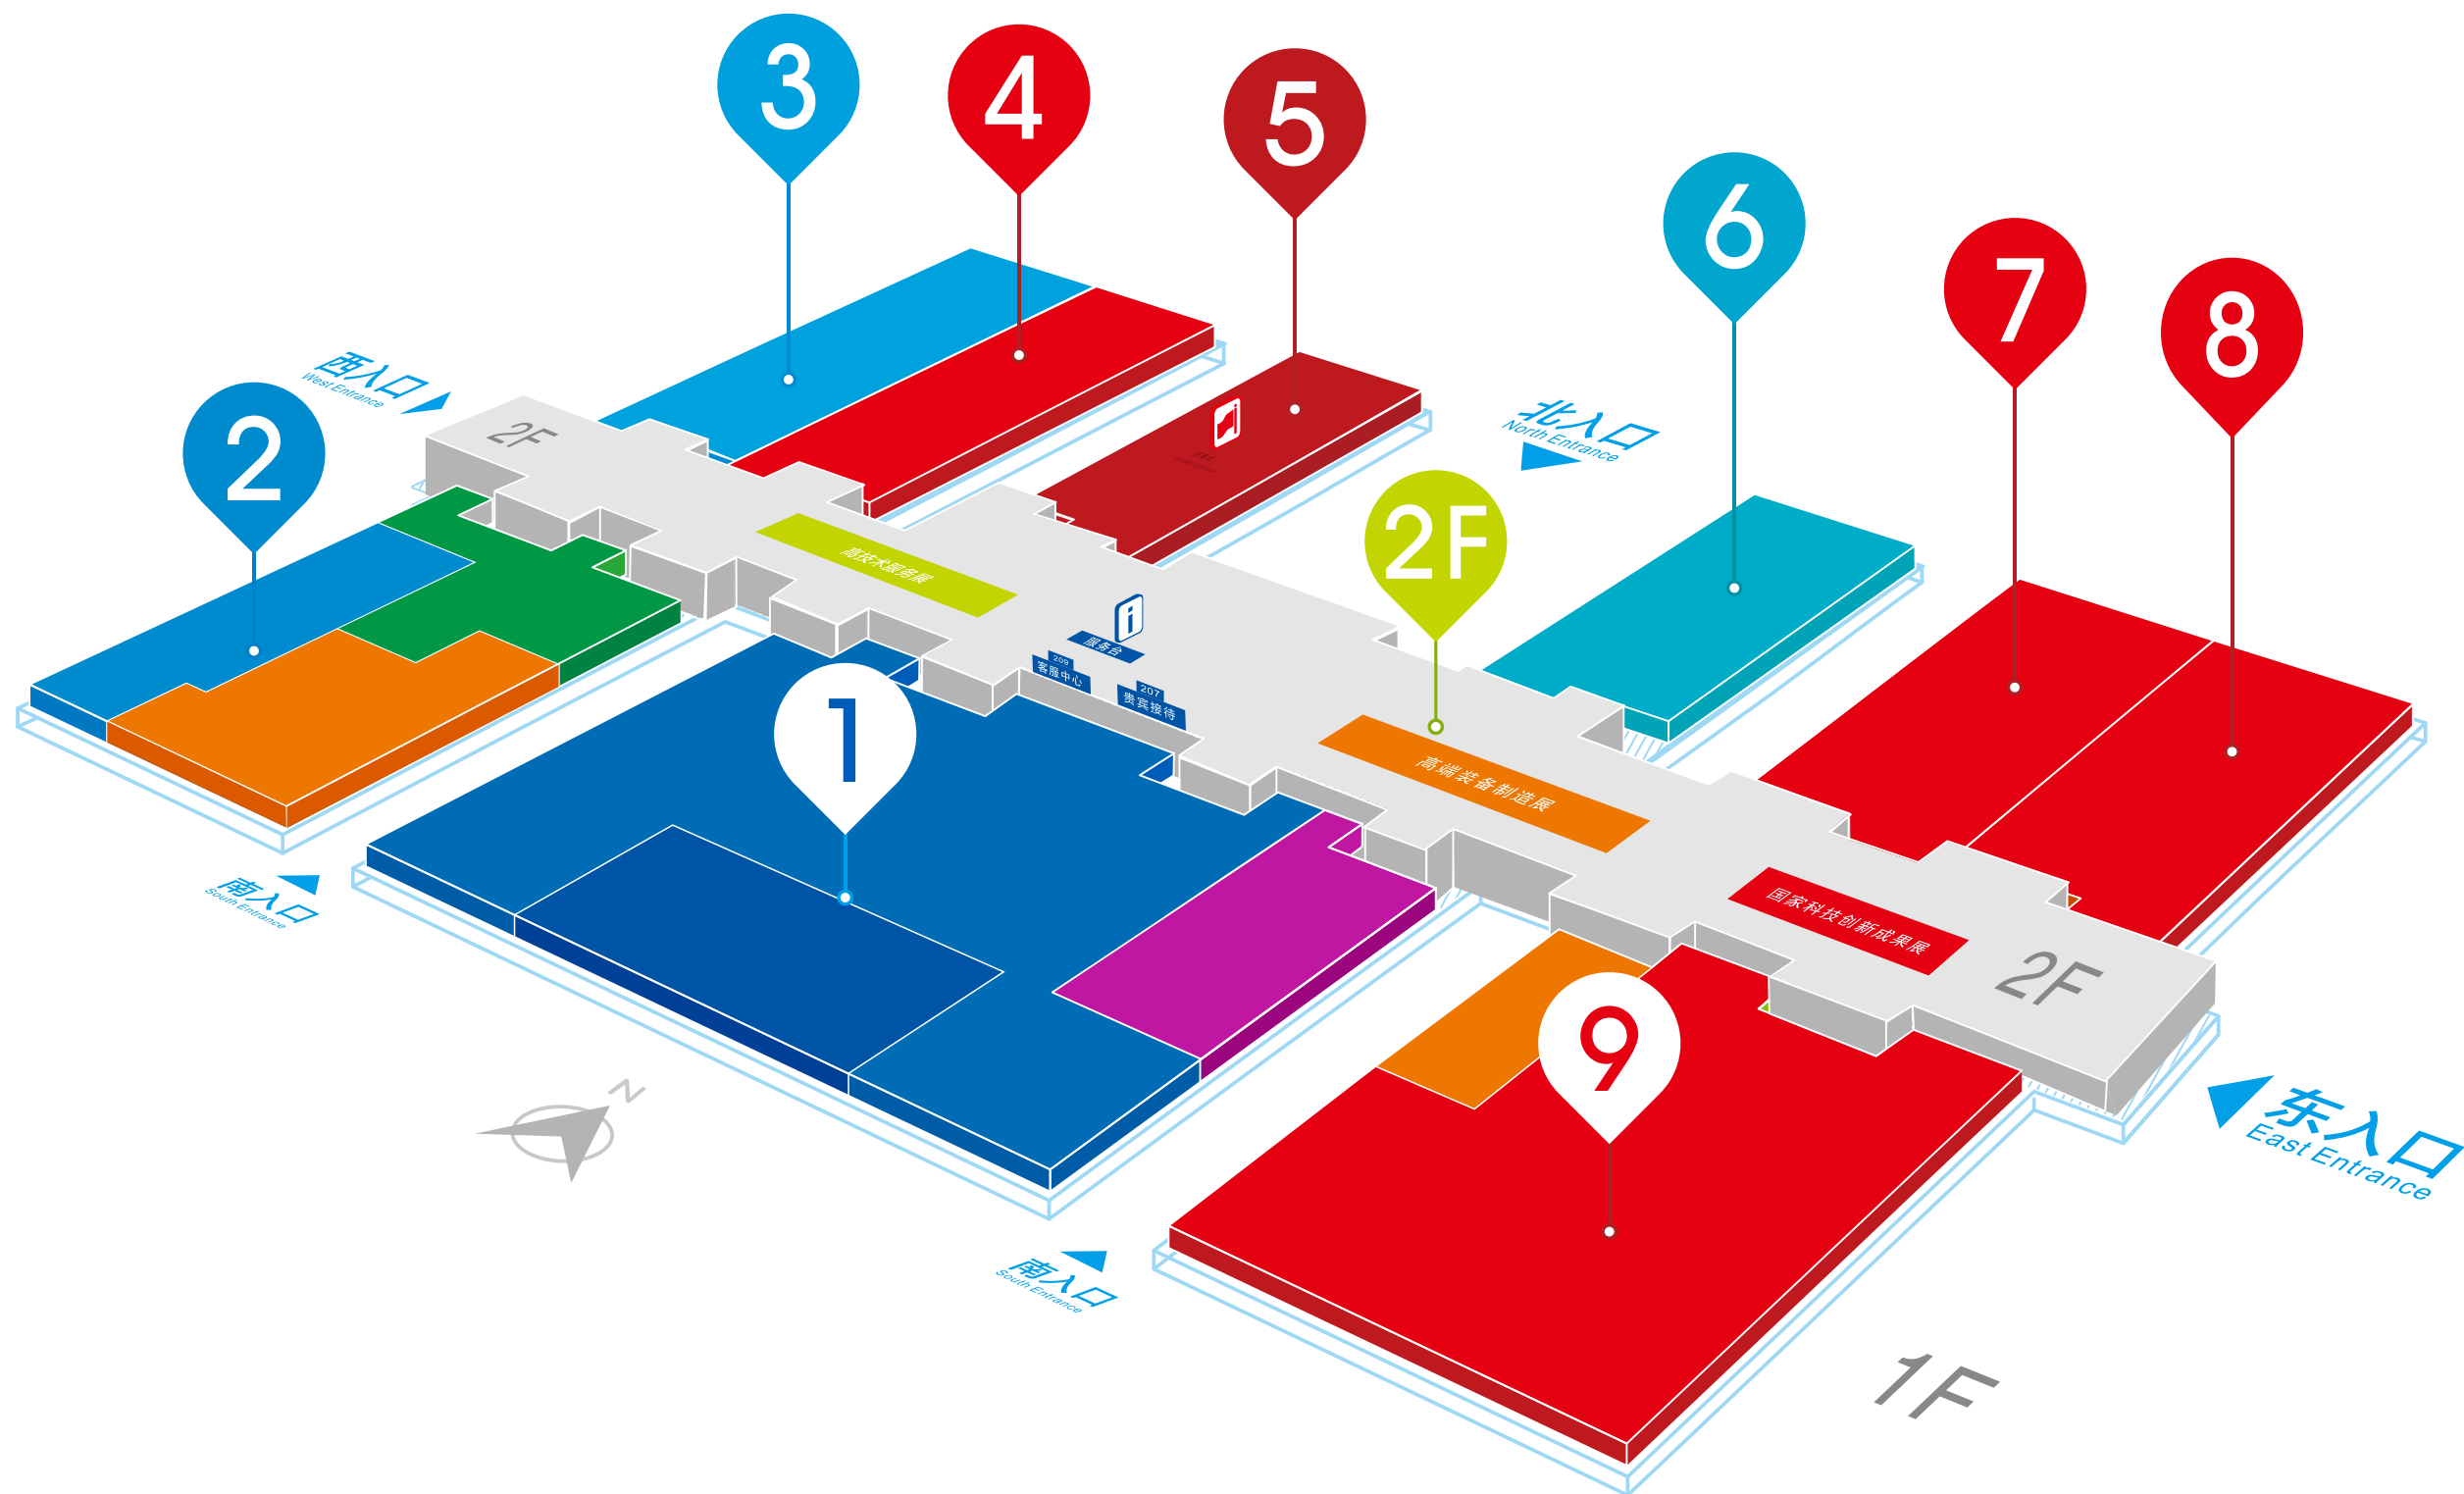 3
4
5
6
7
8
2
西入口
West Entrance
2F
北入口
North Entrance
2F
高技术服务展
服务台
209
客服中心
207
贵宾接待
1
高端装备制造展
国家科技创新成果展
2F
南入口
South Entrance
9
N
东入口
East Entrance
南入口
South Entrance
1F